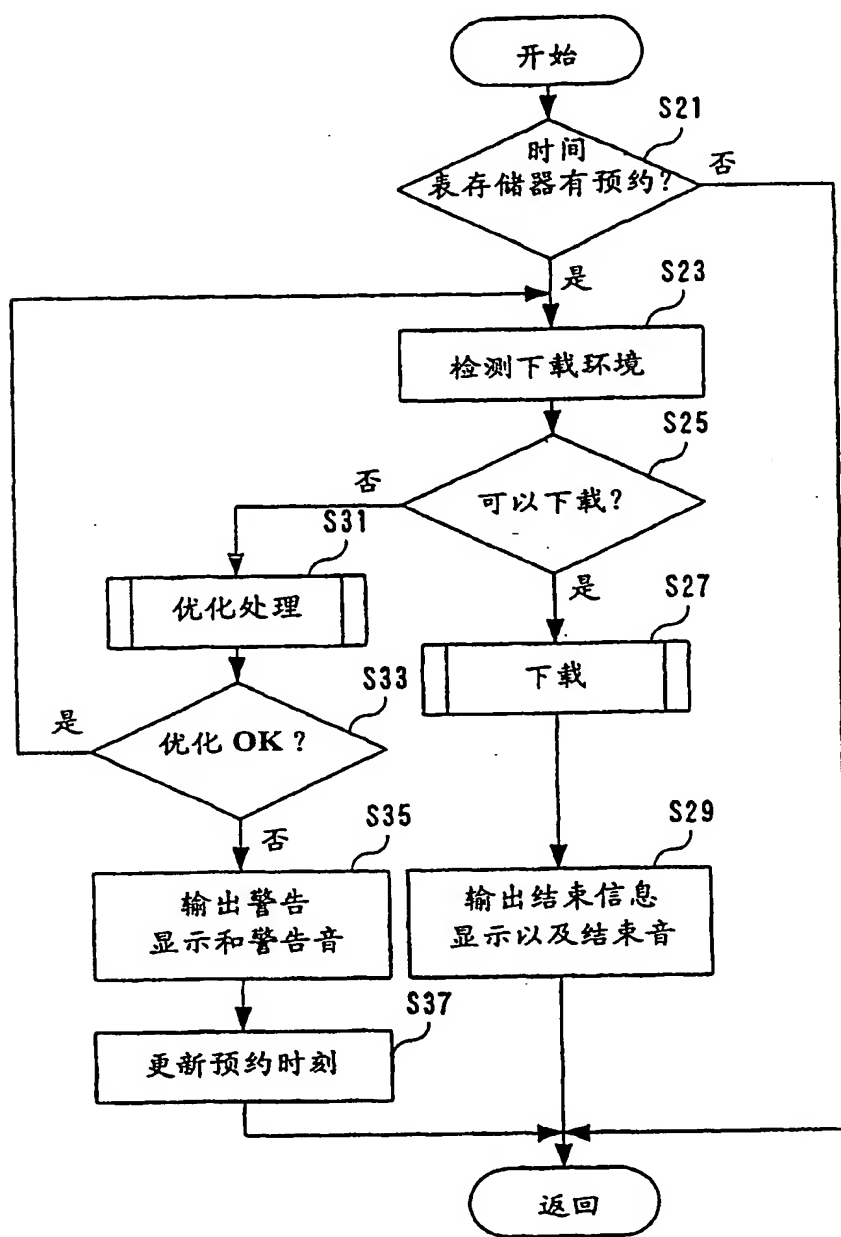 开始
S21
时间
表存储器有预约?
否
是
S23
检测下载环境
S25
可以下载?
否
是
S31
优化处理
S27
下载
S33
优化 OK ?
是
否
S35
输出警告
显示和警告音
S29
输出结束信息
显示以及结束音
S37
更新预约时刻
返回